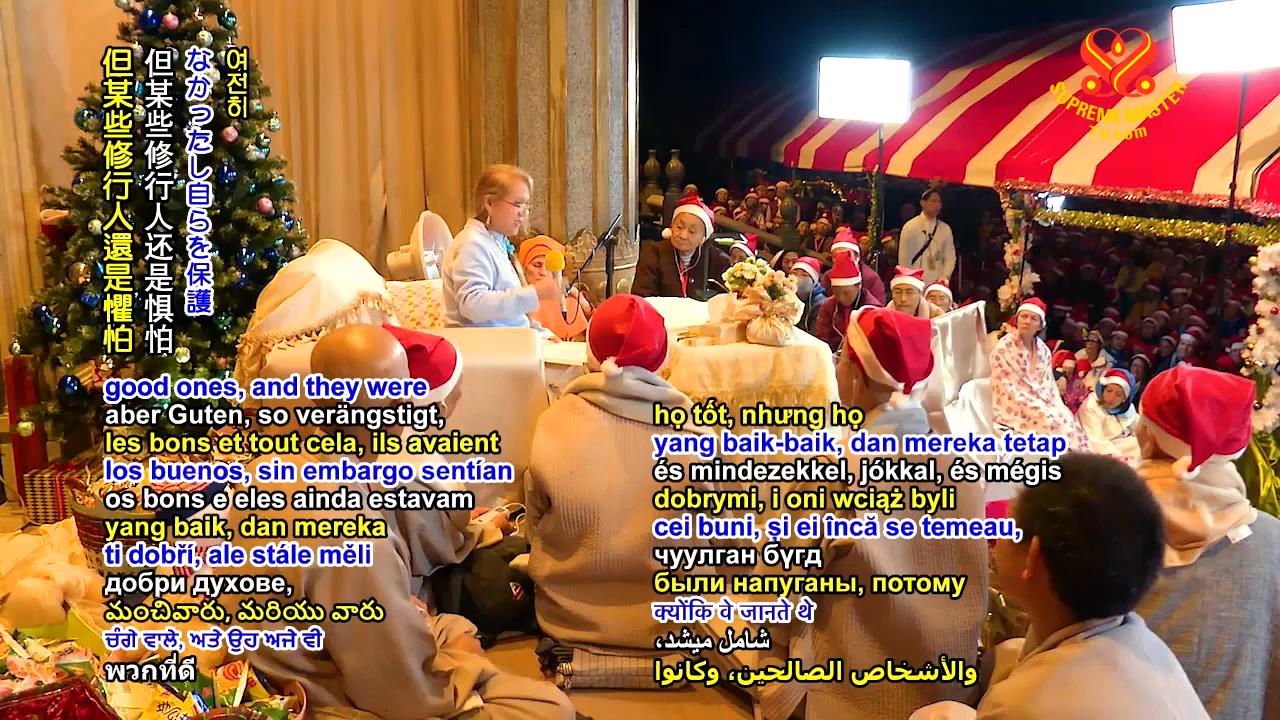 여전히
なかったし自らを保護
但某些修行人还是惧怕
但某些修行人還是懼怕
good ones, and they were
aber Guten, so verängstigt,
les bons et tout cela, ils avaient
los buenos, sin embargo sentían
os bons e eles ainda estavam
yang baik, dan mereka
ti dobří, ale stále měli
добри духове,
మంచివారు, మరియు వారు
ਚੰਗੇ ਵਾਲੇ, ਅਤੇ ਉਹ ਅਜੇ ਵੀ
พวกที่ดี
họ tốt, nhưng họ
yang baik-baik, dan mereka tetap
és mindezekkel, jókkal, és mégis
dobrymi, i oni wciąż byli
cei buni, și ei încă se temeau,
чуулган бүгд
были напуганы, потому
क्योंकि वे जानते थे
شامل میشد،
والأشخاص الصالحين، وكانوا
SUPREME MASTER
TV.com